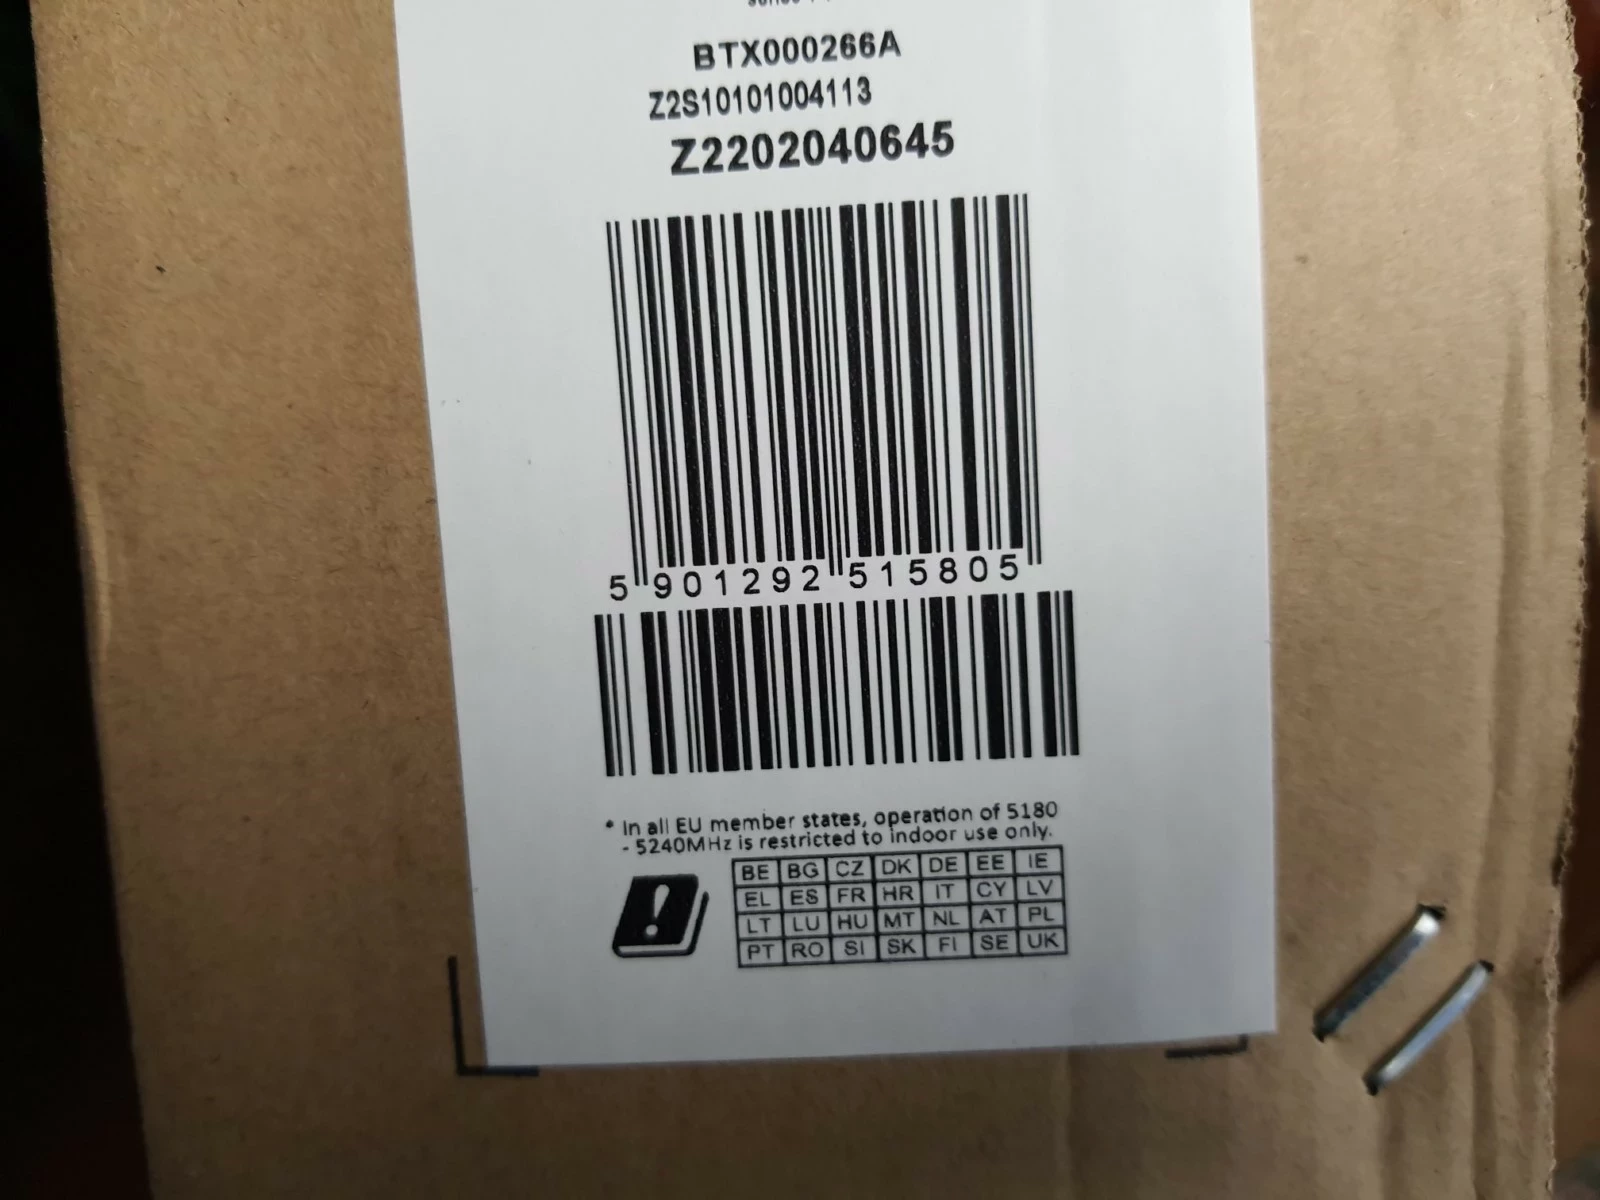 BTX000266A
Z2S10101004113
Z2202040645
5 901292 515805
* In all EU member states, operation of 5180
- 5240MHz is restricted to indoor use only.
BE BG CZ DK DE EE IE
EL ES FR HR IT CY LV
LT LU HU MT NL AT PL
PT RO SI SK FI SE UK